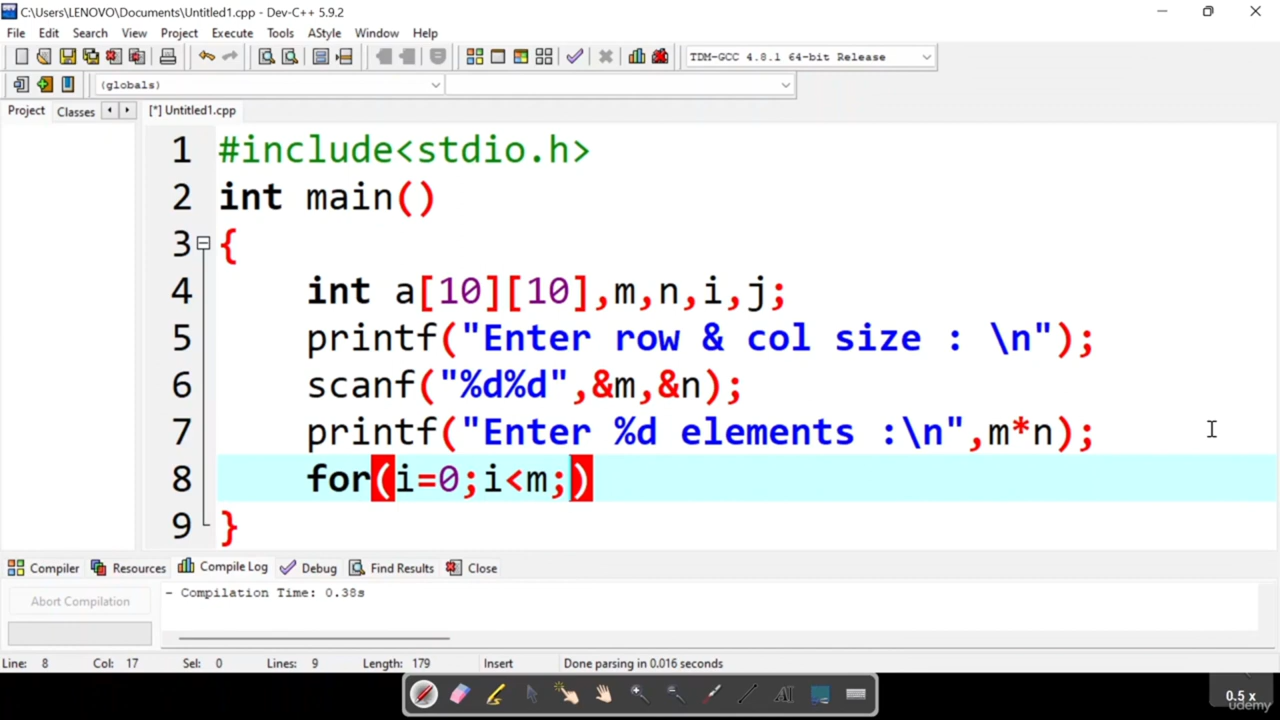 C:\Users\LENOVO\Documents\Untitled1.cpp - Dev-C++ 5.9.2
File Edit Search View Project Execute Tools AStyle Window Help
TDM-GCC 4.8.1 64-bit Release
(globals)
Project Classes [*] Untitled1.cpp
1 #include<stdio.h>
2 int main()
3 {
4 int a[10][10],m,n,i,j;
5 printf("Enter row & col size : \n");
6 scanf("%d%d",&m,&n);
7 printf("Enter %d elements :\n",m*n);
8 for(i=0;i<m;)
9 }
Compiler Resources Compile Log Debug Find Results Close
Abort Compilation
- Compilation Time: 0.38s
Line: 8 Col: 17 Sel: 0 Lines: 9 Length: 179 Insert Done parsing in 0.016 seconds
AI
0.5 x
udemy